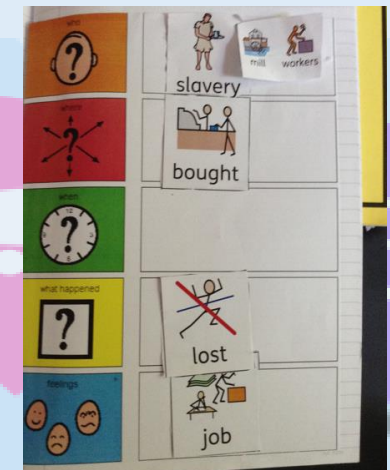 who
slavery
mill workers
where
bought
when
what happened
lost
feelings
job